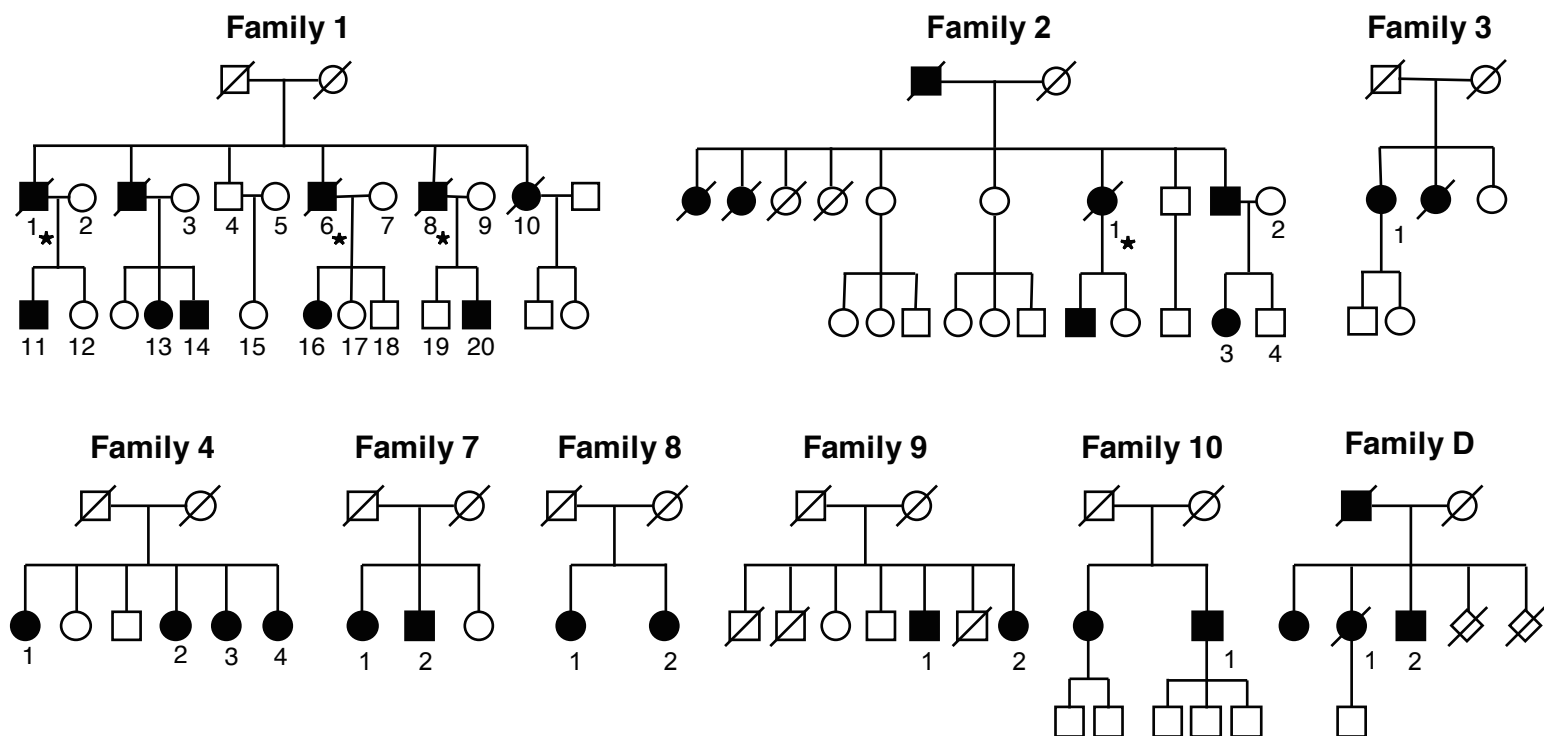 Family 1
Family 2
Family 3
1 2 3 4 5 6 7 8 9 10
* * *
11 12 13 14 15 16 17 18 19 20
1 2
*
3 4
1
Family 4
Family 7
Family 8
Family 9
Family 10
Family D
1 2 3 4
1 2
1 2
1 2
1
1 2